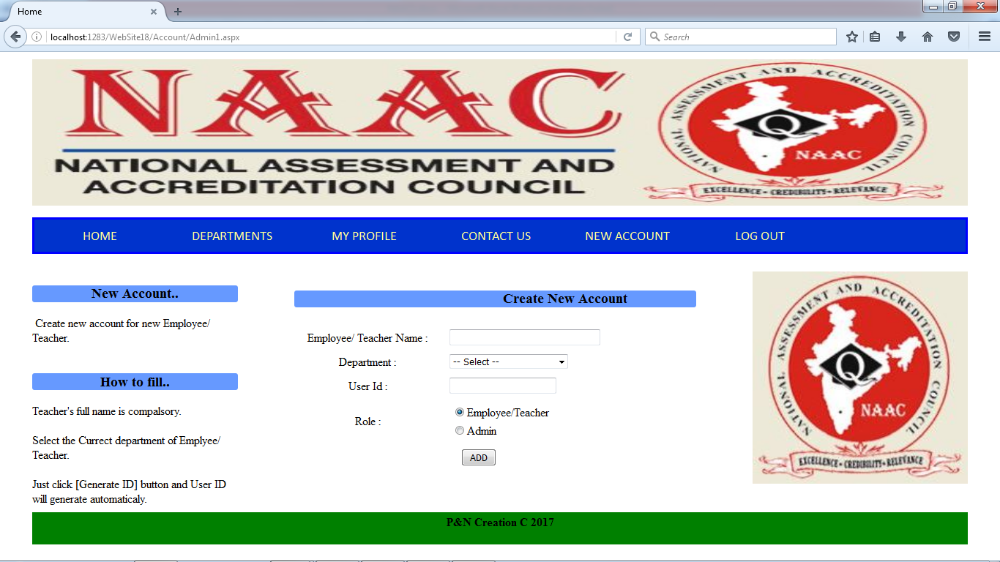 Home
localhost:1283/WebSite18/Account/Admin1.aspx
Search
NAAC
NATIONAL ASSESSMENT AND
ACCREDITATION COUNCIL
NATIONAL ASSESSMENT AND ACCREDITATION COUNCIL
Q
NAAC
EXCELLENCE • CREDIBILITY • RELEVANCE
HOME DEPARTMENTS MY PROFILE CONTACT US NEW ACCOUNT LOG OUT
New Account..
Create new account for new Employee/
Teacher.
How to fill..
Teacher's full name is compalsory.
Select the Currect department of Emplyee/
Teacher.
Just click [Generate ID] button and User ID
will generate automaticaly.
Create New Account
Employee/ Teacher Name :
Department : -- Select --
User Id :
Role : Employee/Teacher
Admin
ADD
NATIONAL ASSESSMENT AND ACCREDITATION COUNCIL
Q
NAAC
EXCELLENCE • CREDIBILITY • RELEVANCE
P&N Creation C 2017